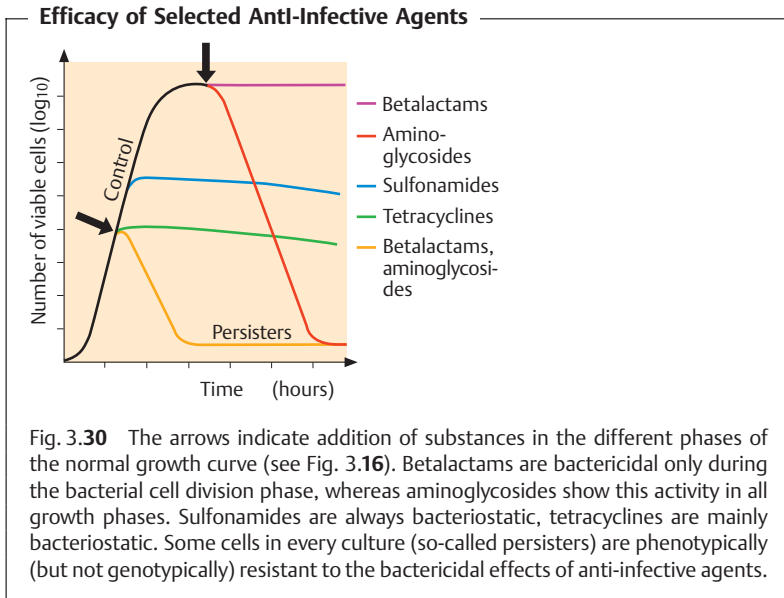 Efficacy of Selected AntI-Infective Agents
Number of viable cells (log10)
Control
Persisters
Time (hours)
Betalactams
Amino-
glycosides
Sulfonamides
Tetracyclines
Betalactams,
aminoglycosi-
des
Fig. 3.30 The arrows indicate addition of substances in the different phases of
the normal growth curve (see Fig. 3.16). Betalactams are bactericidal only during
the bacterial cell division phase, whereas aminoglycosides show this activity in all
growth phases. Sulfonamides are always bacteriostatic, tetracyclines are mainly
bacteriostatic. Some cells in every culture (so-called persisters) are phenotypically
(but not genotypically) resistant to the bactericidal effects of anti-infective agents.